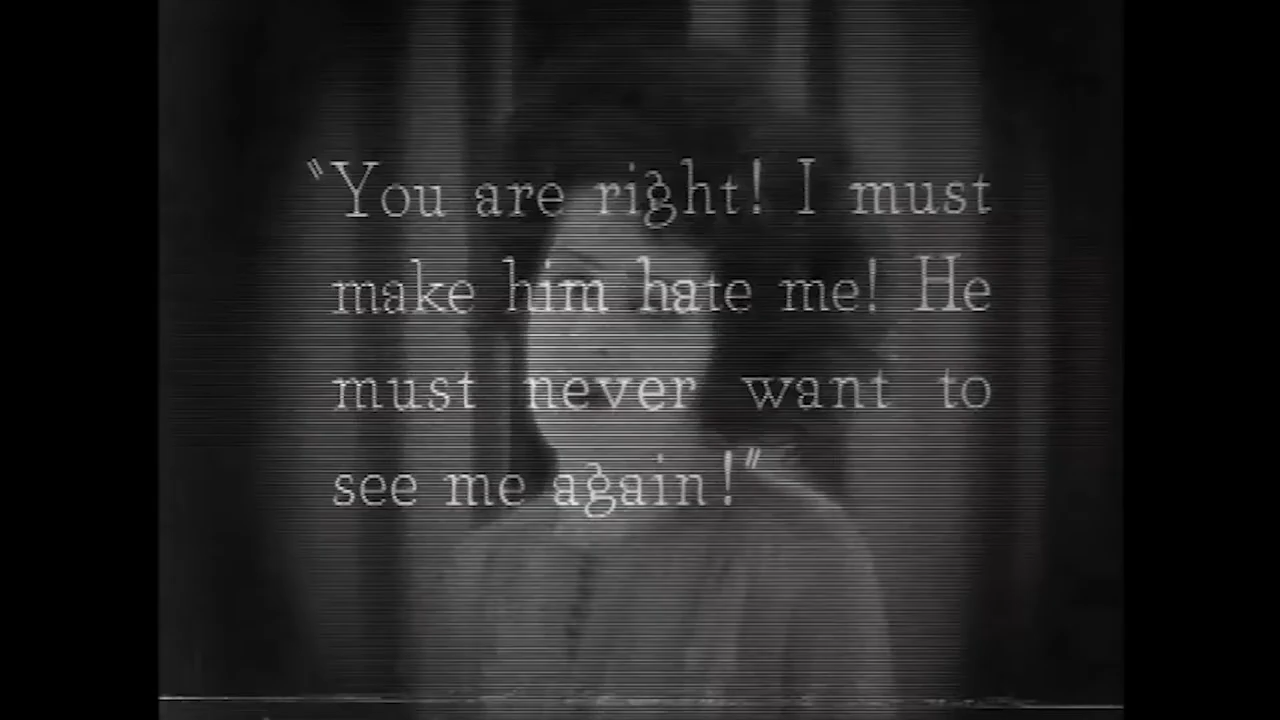 "You are right! I must
make him hate me! He
must never want to
see me again!"